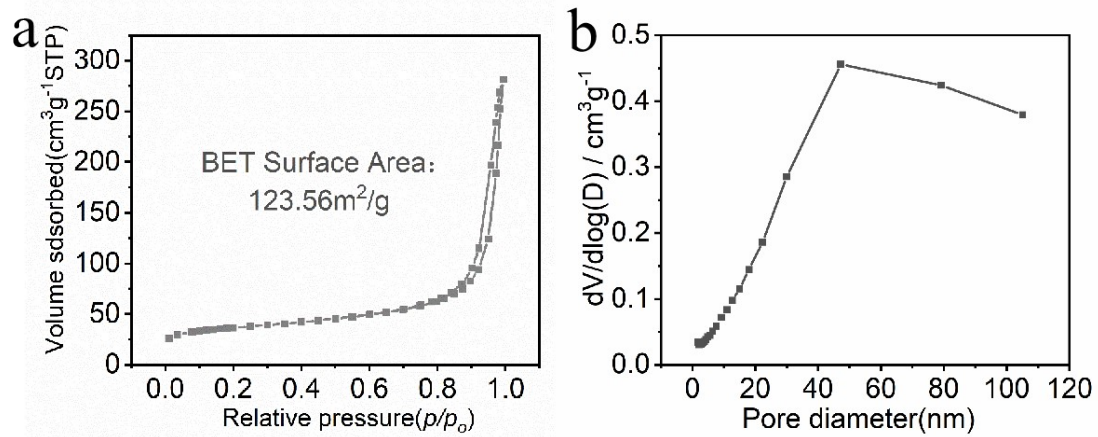 a
300
250
200
150
100
50
0
Volume sdsorbed(cm³g⁻¹STP)
BET Surface Area:
123.56m²/g
0.0 0.2 0.4 0.6 0.8 1.0
Relative pressure(p/pₒ)
b
0.5
0.4
0.3
0.2
0.1
0.0
dV/dlog(D) / cm³g⁻¹
0 20 40 60 80 100 120
Pore diameter(nm)